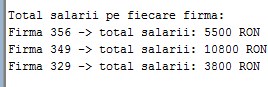 Total salarii pe fiecare firma:
Firma 356 -> total salarii: 5500 RON
Firma 349 -> total salarii: 10800 RON
Firma 329 -> total salarii: 3800 RON